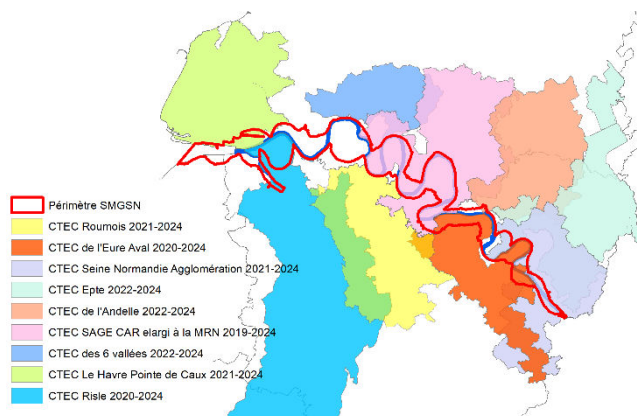 Périmètre SMGSN
CTEC Roumois 2021-2024
CTEC de l'Eure Aval 2020-2024
CTEC Seine Normandie Agglomération 2021-2024
CTEC Epte 2022-2024
CTEC de l'Andelle 2022-2024
CTEC SAGE CAR elargi à la MRN 2019-2024
CTEC des 6 vallées 2022-2024
CTEC Le Havre Pointe de Caux 2021-2024
CTEC Risle 2020-2024